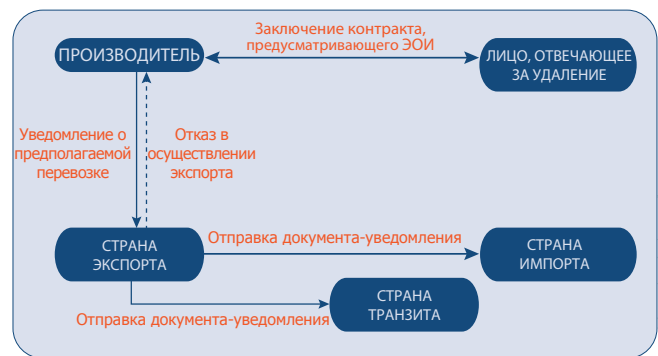 Заключение контракта,
предусматривающего ЭОИ
ПРОИЗВОДИТЕЛЬ
ЛИЦО, ОТВЕЧАЮЩЕЕ
ЗА УДАЛЕНИЕ
Уведомление о
предполагаемой
перевозке
Отказ в
осуществлении
экспорта
СТРАНА
ЭКСПОРТА
Отправка документа-уведомления
СТРАНА
ИМПОРТА
Отправка документа-уведомления
СТРАНА
ТРАНЗИТА